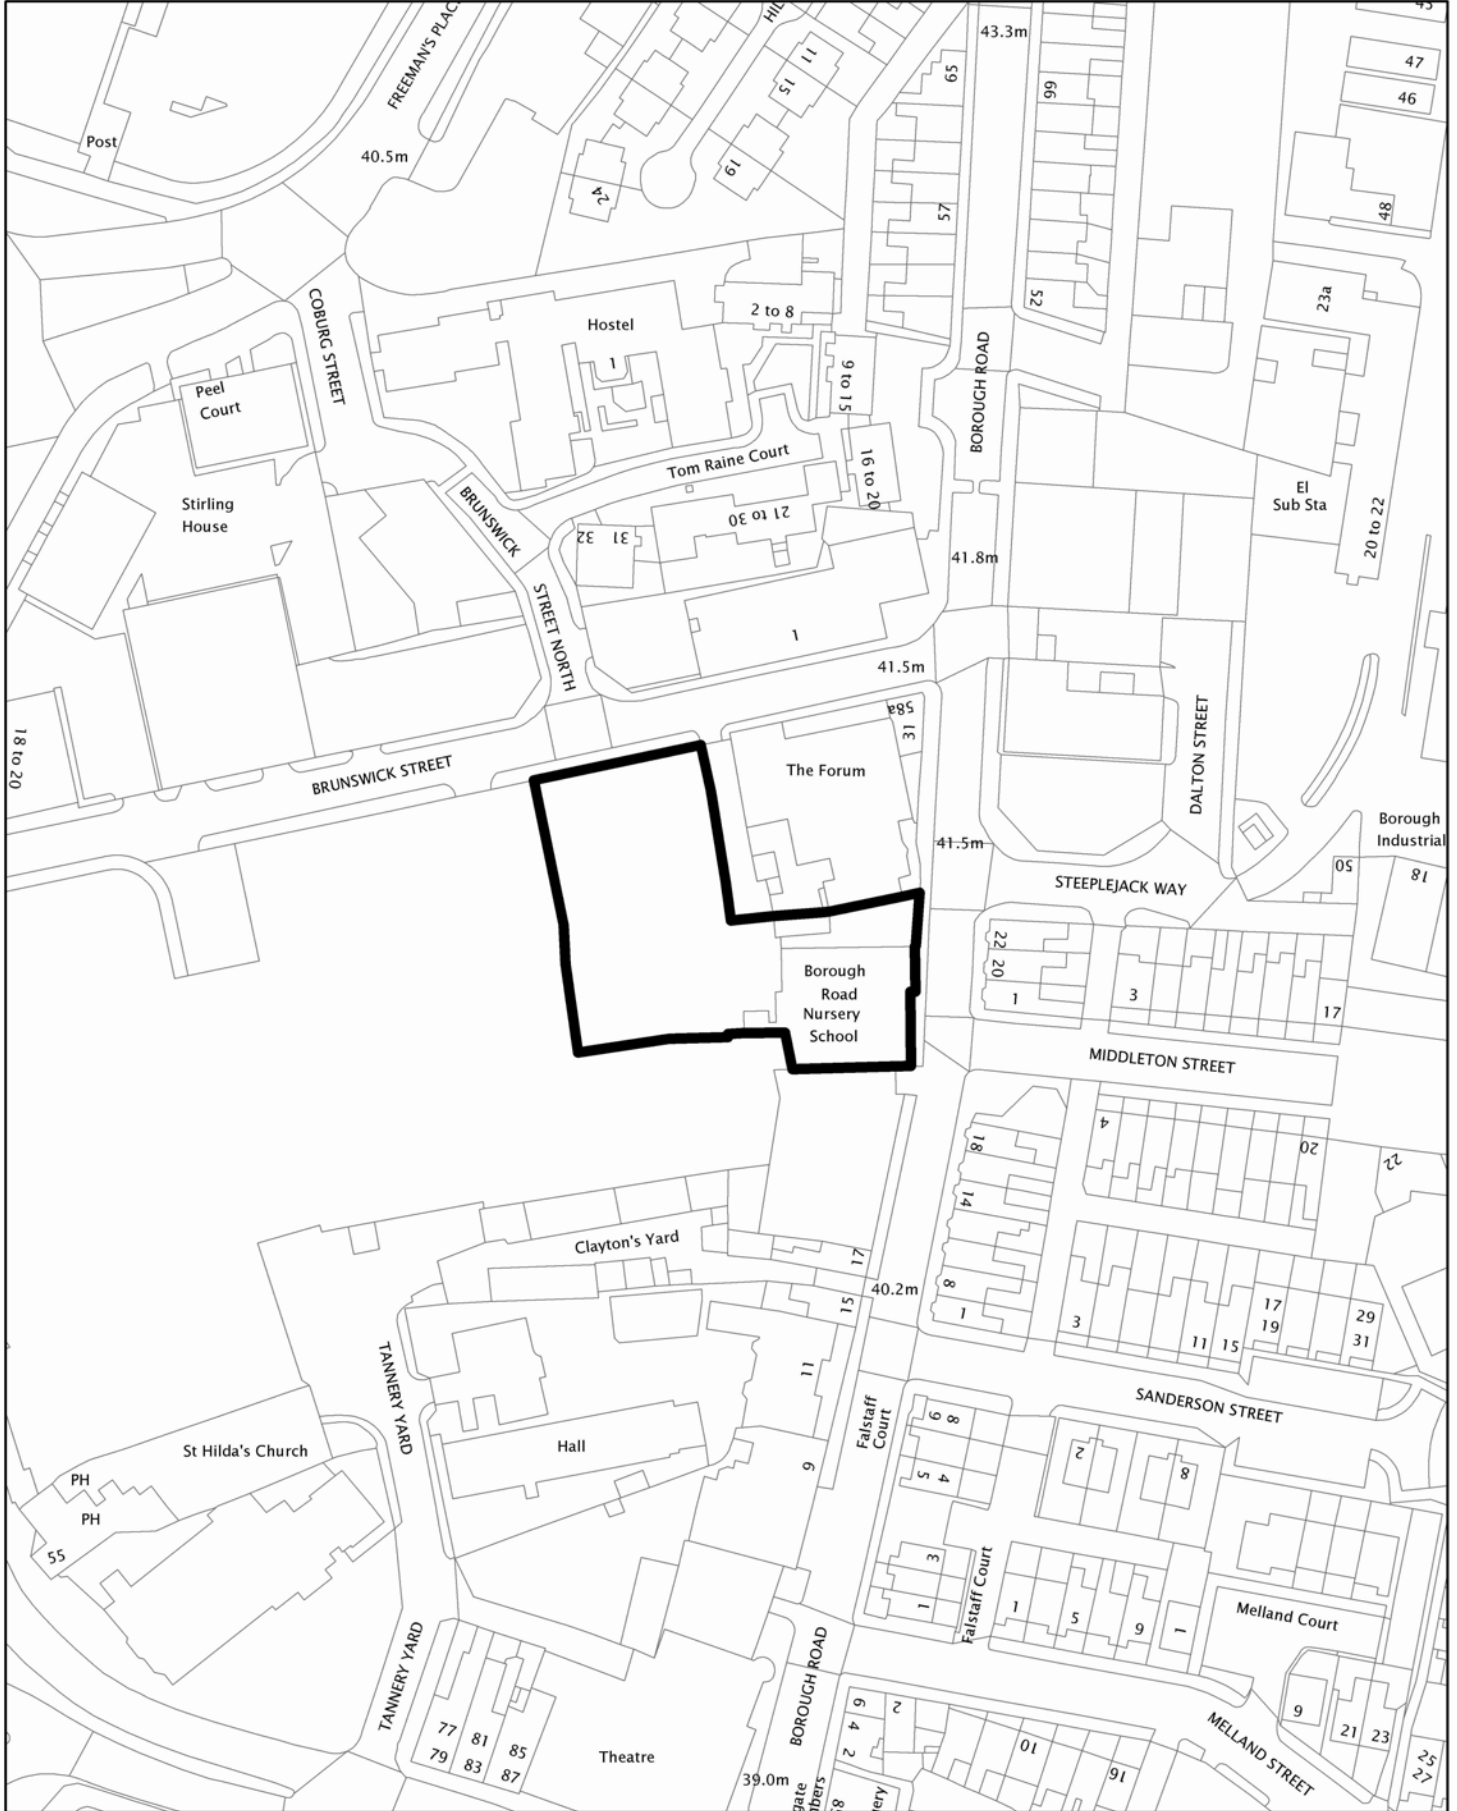 FREEMAN'S PLAC
43.3m
45
11
15
65
66
47
46
Post
40.5m
19
24
57
48
COBURG STREET
Hostel
1
2 to 8
52
23a
BOROUGH ROAD
9 to 15
Peel
Court
Tom Raine Court
16 to 20
Stirling
House
BRUNSWICK
STREET NORTH
21 to 30
32
31
El
Sub Sta
20 to 22
41.8m
1
41.5m
58a
31
18 to 20
BRUNSWICK STREET
The Forum
DALTON STREET
41.5m
Borough
Industrial
STEEPLEJACK WAY
50
18
22
20
1
3
17
Borough
Road
Nursery
School
MIDDLETON STREET
4
20
22
18
14
8
1
Clayton's Yard
17
15
40.2m
3
11
15
17
19
29
31
TANNERY YARD
11
SANDERSON STREET
Falstaff
Court
6
8
5
4
2
8
St Hilda's Church
Hall
PH
PH
55
9
3
1
Falstaff Court
1
5
9
1
Melland Court
TANNERY YARD
BOROUGH ROAD
77
79
81
83
85
87
Theatre
39.0m
6
4
2
2
10
16
MELLAND STREET
9
21
23
25
27